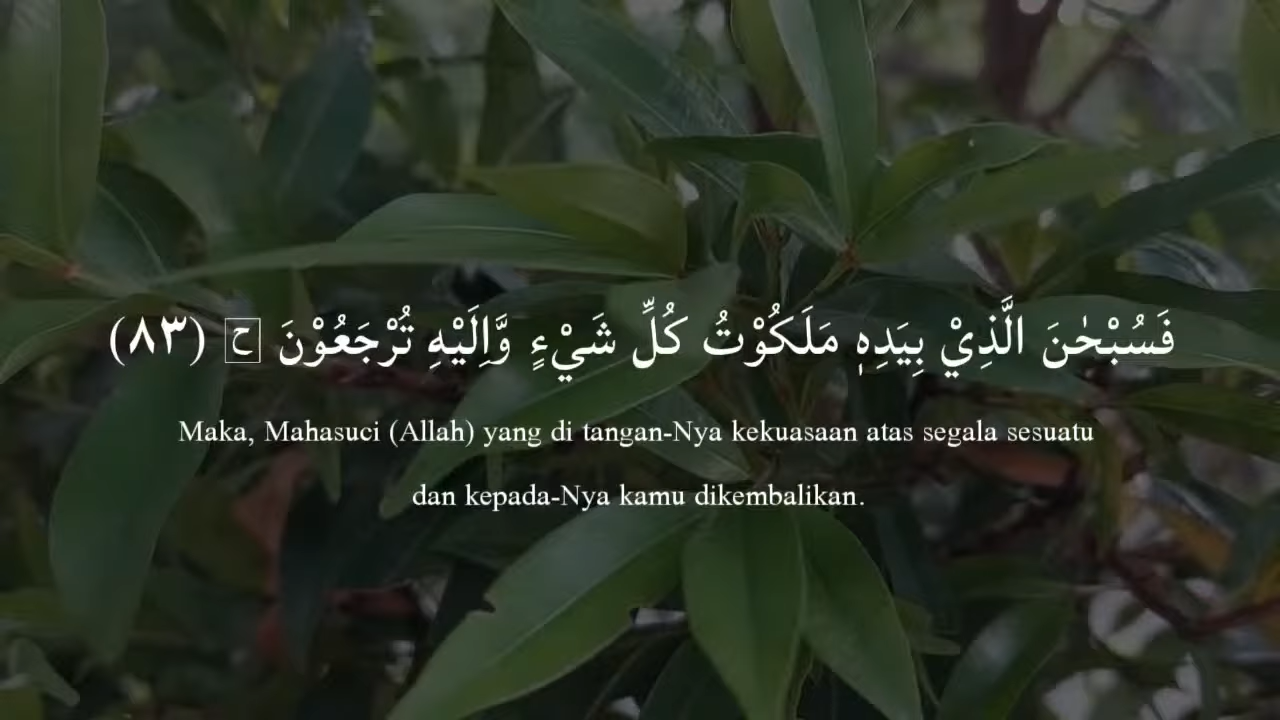 فَسُبْحٰنَ الَّذِيْ بِيَدِهٖ مَلَكُوْتُ كُلِّ شَيْءٍ وَّاِلَيْهِ تُرْجَعُوْنَ ࣖ (٨٣)
Maka, Mahasuci (Allah) yang di tangan-Nya kekuasaan atas segala sesuatu
dan kepada-Nya kamu dikembalikan.